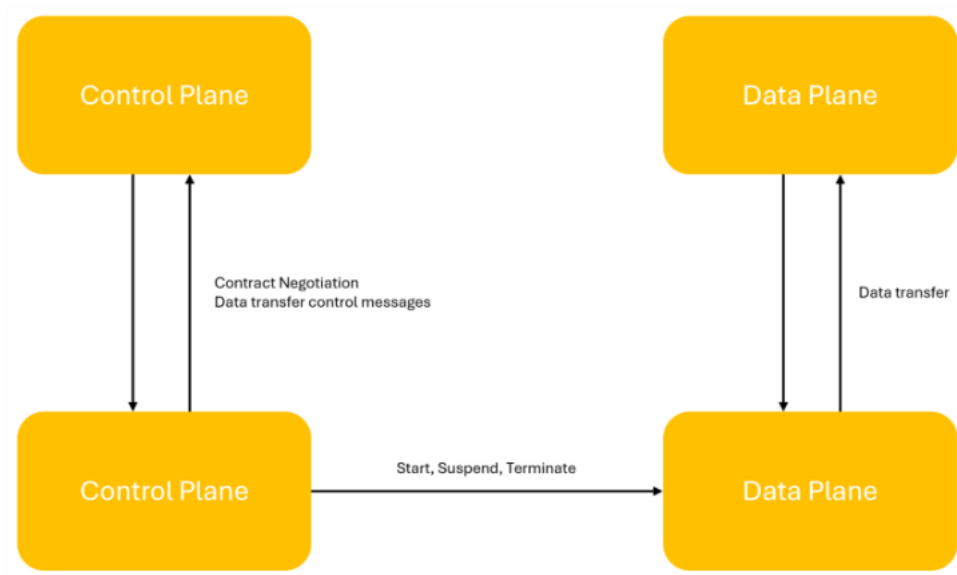 Control Plane
Data Plane
Contract Negotiation
Data transfer control messages
Data transfer
Start, Suspend, Terminate
Control Plane
Data Plane